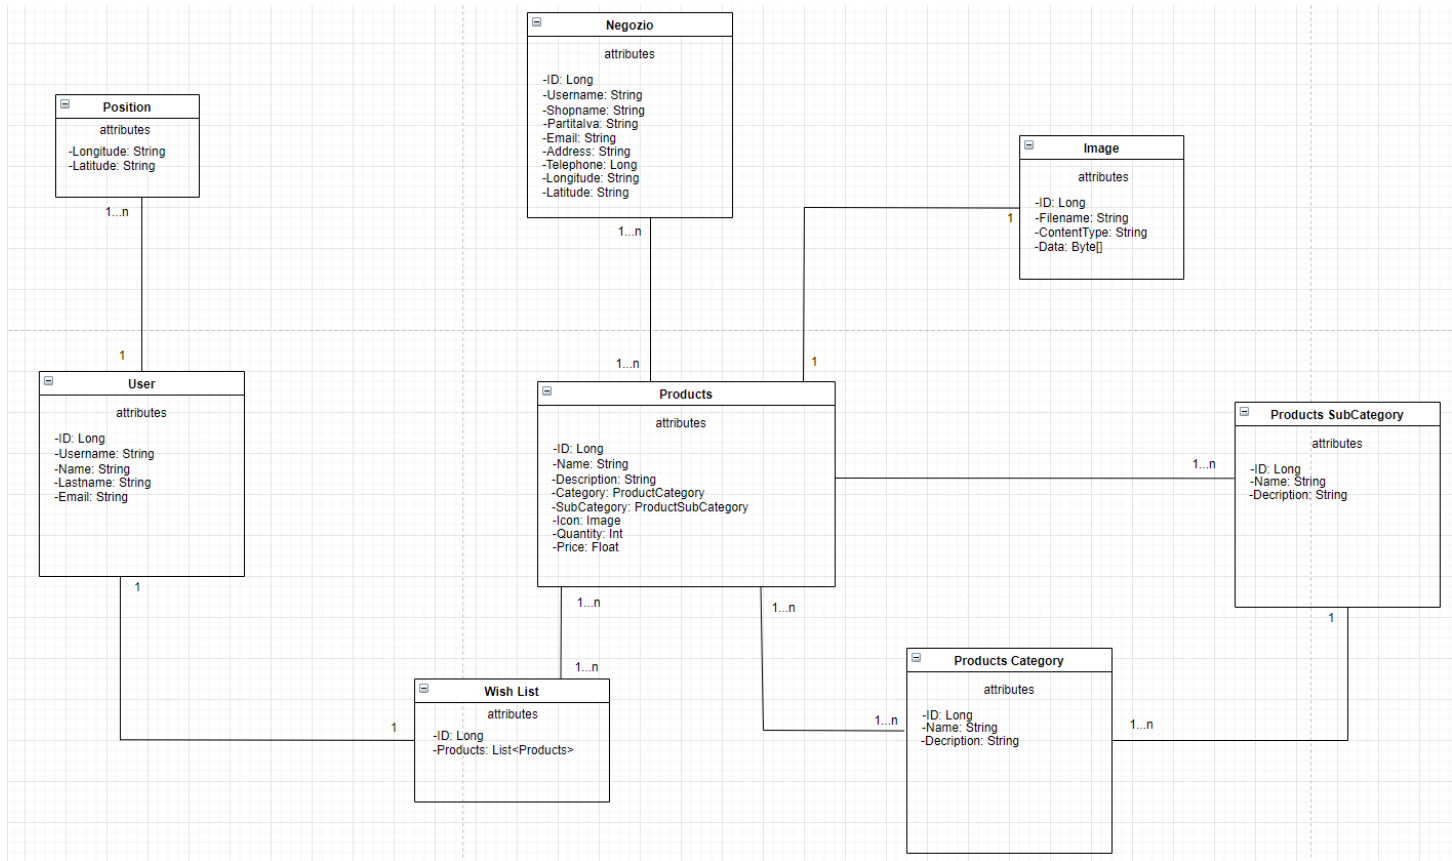 Negozio
attributes
-ID: Long
-Username: String
-Shopname: String
-PartitaIva: String
-Email: String
-Address: String
-Telephone: Long
-Longitude: String
-Latitude: String
1...n
Position
attributes
-Longitude: String
-Latitude: String
1...n
Image
attributes
-ID: Long
-Filename: String
-ContentType: String
-Data: Byte[]
1
1
User
attributes
-ID: Long
-Username: String
-Name: String
-Lastname: String
-Email: String
1
1...n
1
Products
attributes
-ID: Long
-Name: String
-Description: String
-Category: ProductCategory
-SubCategory: ProductSubCategory
-Icon: Image
-Quantity: Int
-Price: Float
1...n
1...n
1...n
Products SubCategory
attributes
-ID: Long
-Name: String
-Decription: String
1
1...n
Wish List
attributes
-ID: Long
-Products: List<Products>
1
Products Category
attributes
-ID: Long
-Name: String
-Decription: String
1...n
1...n